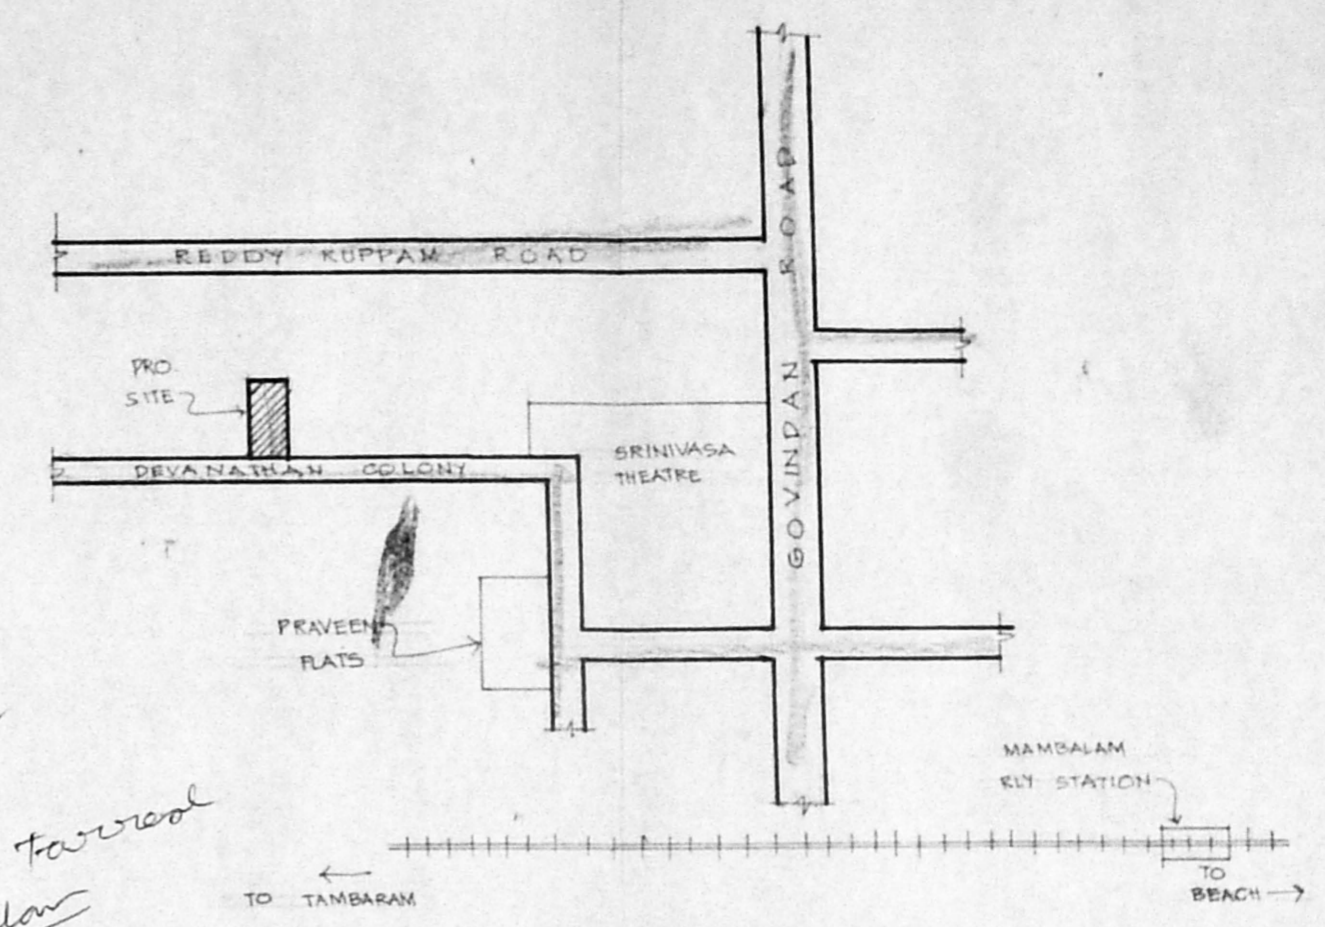 GOVINDAN ROAD
REDDY KUPPAM ROAD
PRO.
SITE
SRINIVASA
THEATRE
DEVANATHAN COLONY
PRAVEEN
FLATS
MAMBALAM
RLY STATION
TO TAMBARAM
TO
BEACH